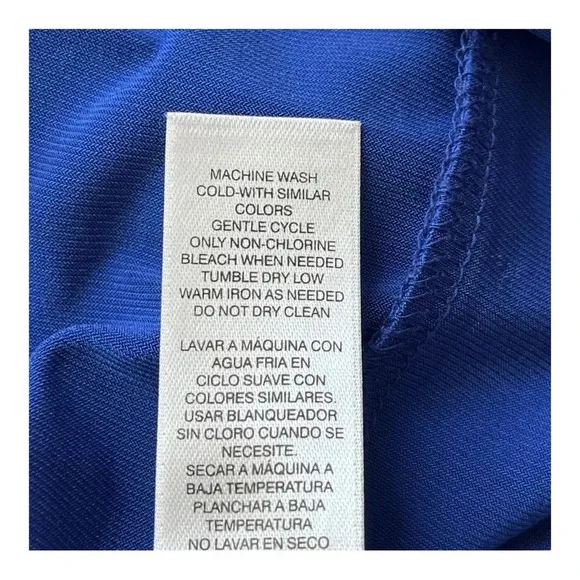 MACHINE WASH
COLD-WITH SIMILAR
COLORS
GENTLE CYCLE
ONLY NON-CHLORINE
BLEACH WHEN NEEDED
TUMBLE DRY LOW
WARM IRON AS NEEDED
DO NOT DRY CLEAN
LAVAR A MÁQUINA CON
AGUA FRIA EN
CICLO SUAVE CON
COLORES SIMILARES.
USAR BLANQUEADOR
SIN CLORO CUANDO SE
NECESITE.
SECAR A MÁQUINA A
BAJA TEMPERATURA
PLANCHAR A BAJA
TEMPERATURA
NO LAVAR EN SECO